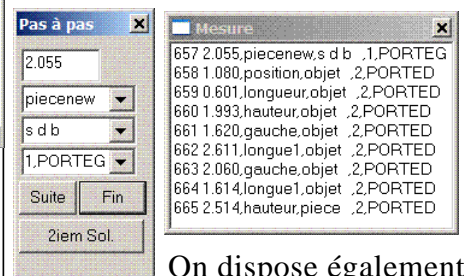 Pas à pas
2.055
piecenew
s d b
1,PORTEG
Suite
Fin
2iem Sol.
Mesure
657 2.055,piecenew,s d b ,1,PORTEG
658 1.080,position,objet ,2,PORTED
659 0.601,longueur,objet ,2,PORTED
660 1.993,hauteur,objet ,2,PORTED
661 1.620,gauche,objet ,2,PORTED
662 2.611,longue1,objet ,2,PORTED
663 2.060,gauche,objet ,2,PORTED
664 1.614,longue1,objet ,2,PORTED
665 2.514,hauteur,piece ,2,PORTED
On dispose également